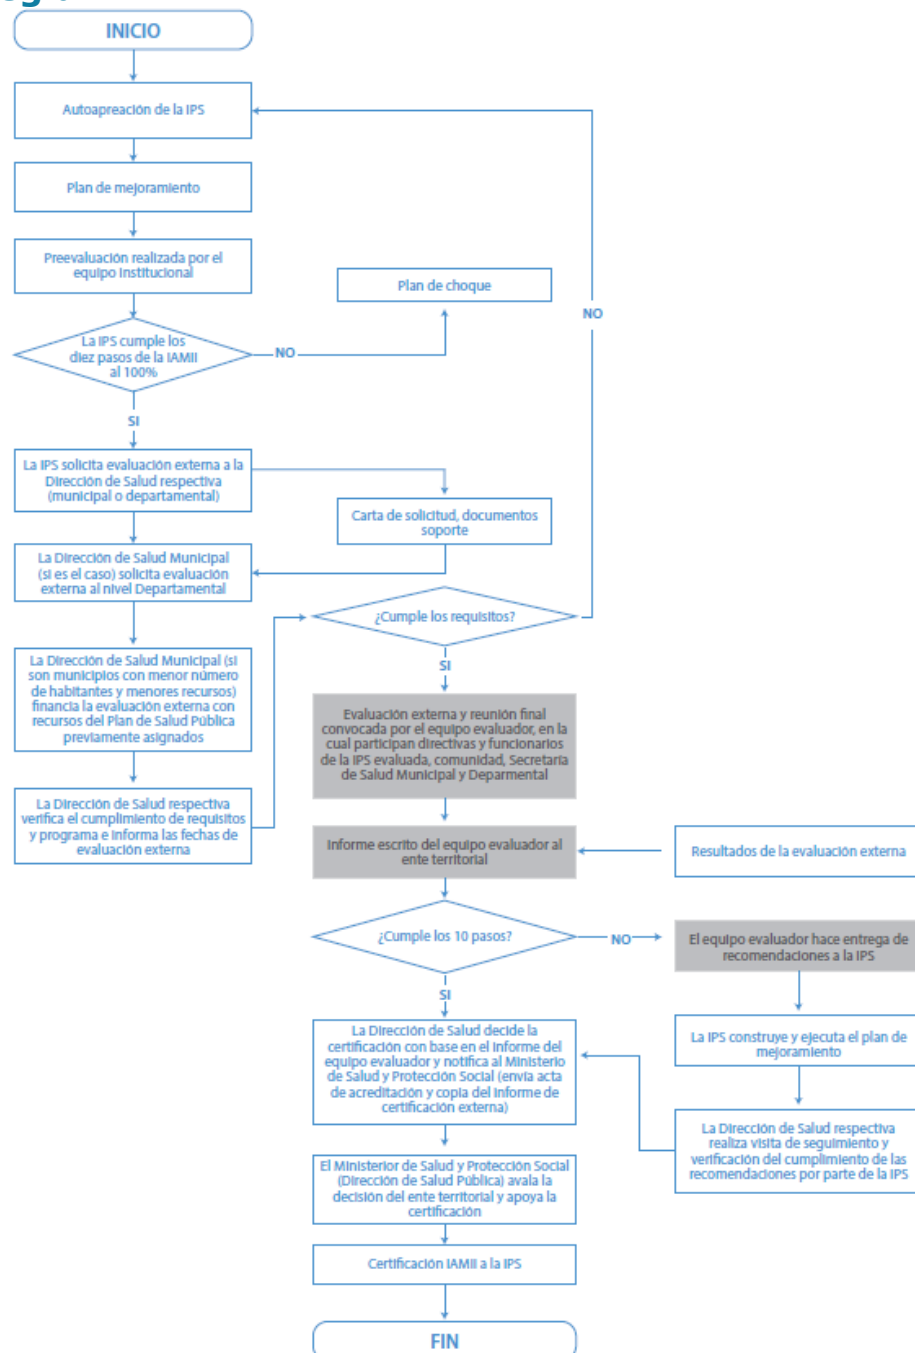 INICIO
Autoapreación de la IPS
Plan de mejoramiento
Preevaluación realizada por el
equipo Institucional
Plan de choque
NO
La IPS cumple los
diez pasos de la IAMII
al 100%
NO
SI
La IPS solicita evaluación externa a la
Dirección de Salud respectiva
(municipal o departamental)
Carta de solicitud, documentos
soporte
La Dirección de Salud Municipal
(si es el caso) solicita evaluación
externa al nivel Departamental
¿Cumple los requisitos?
SI
La Dirección de Salud Municipal (si
son municipios con menor número
de habitantes y menores recursos)
financia la evaluación externa con
recursos del Plan de Salud Pública
previamente asignados
Evaluación externa y reunión final
convocada por el equipo evaluador, en la
cual participan directivas y funcionarios
de la IPS evaluada, comunidad, Secretaría
de Salud Municipal y Deparmental
La Dirección de Salud respectiva
verifica el cumplimiento de requisitos
y programa e informa las fechas de
evaluación externa
Informe escrito del equipo evaluador al
ente territorial
Resultados de la evaluación externa
¿Cumple los 10 pasos?
NO
El equipo evaluador hace entrega de
recomendaciones a la IPS
SI
La Dirección de Salud decide la
certificación con base en el informe del
equipo evaluador y notifica al Ministerio
de Salud y Protección Social (envía acta
de acreditación y copia del informe de
certificación externa)
La IPS construye y ejecuta el plan de
mejoramiento
La Dirección de Salud respectiva
realiza visita de seguimiento y
verificación del cumplimiento de las
recomendaciones por parte de la IPS
El Ministerior de Salud y Protección Social
(Dirección de Salud Pública) avala la
decisión del ente territorial y apoya la
certificación
Certificación IAMII a la IPS
FIN